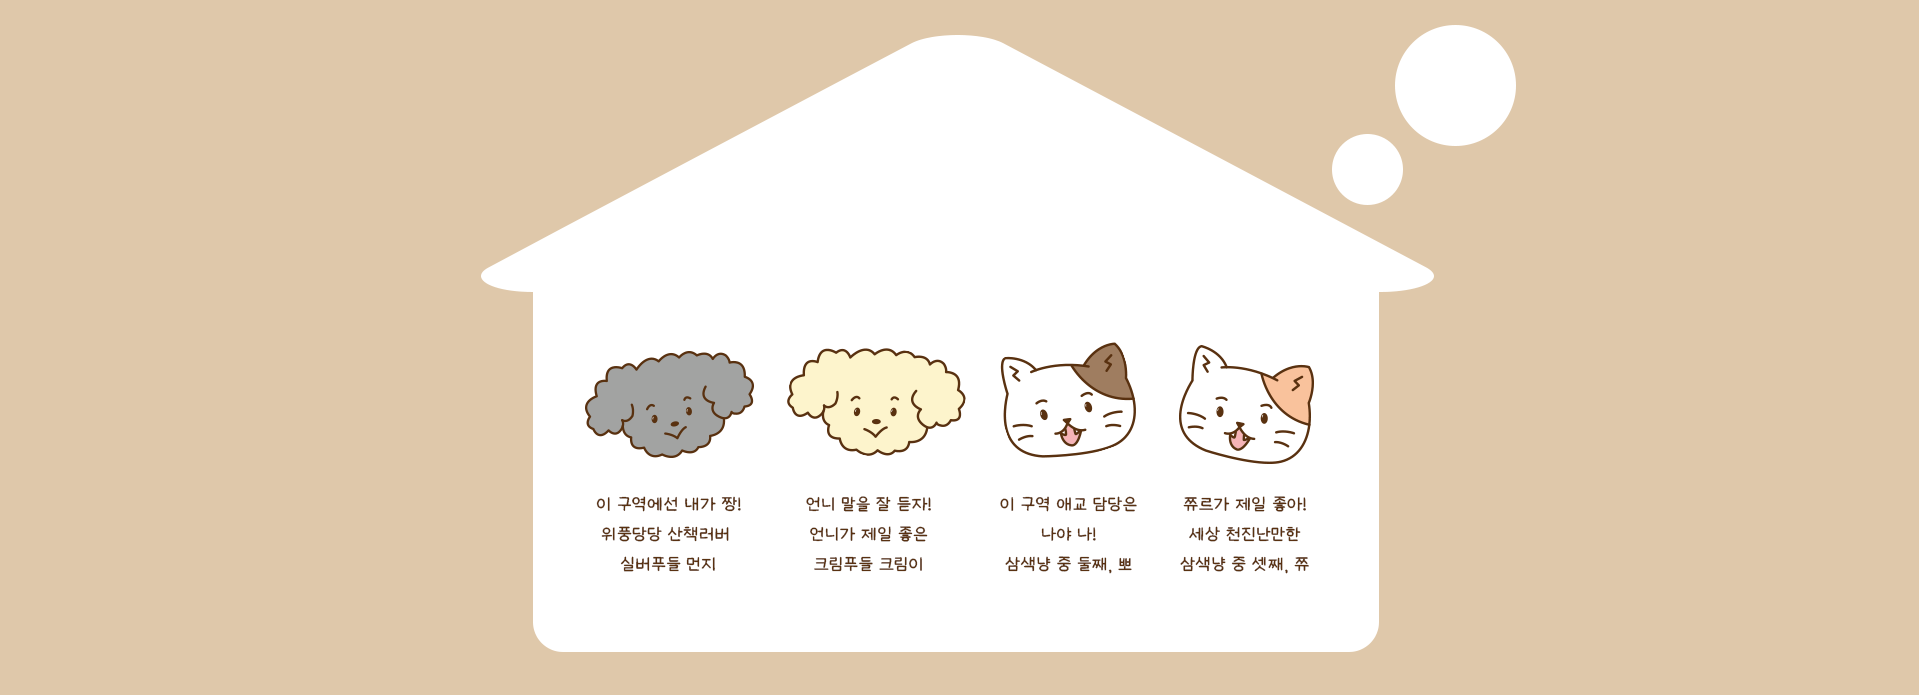 이 구역에선 내가 짱!
위풍당당 산책러버
실버푸들 먼지
언니 말을 잘 듣자!
언니가 제일 좋은
크림푸들 크림이
이 구역 애교 담당은
나야 나!
삼색냥 중 둘째, 뽀
쮸르가 제일 좋아!
세상 천진난만한
삼색냥 중 셋째, 쮸